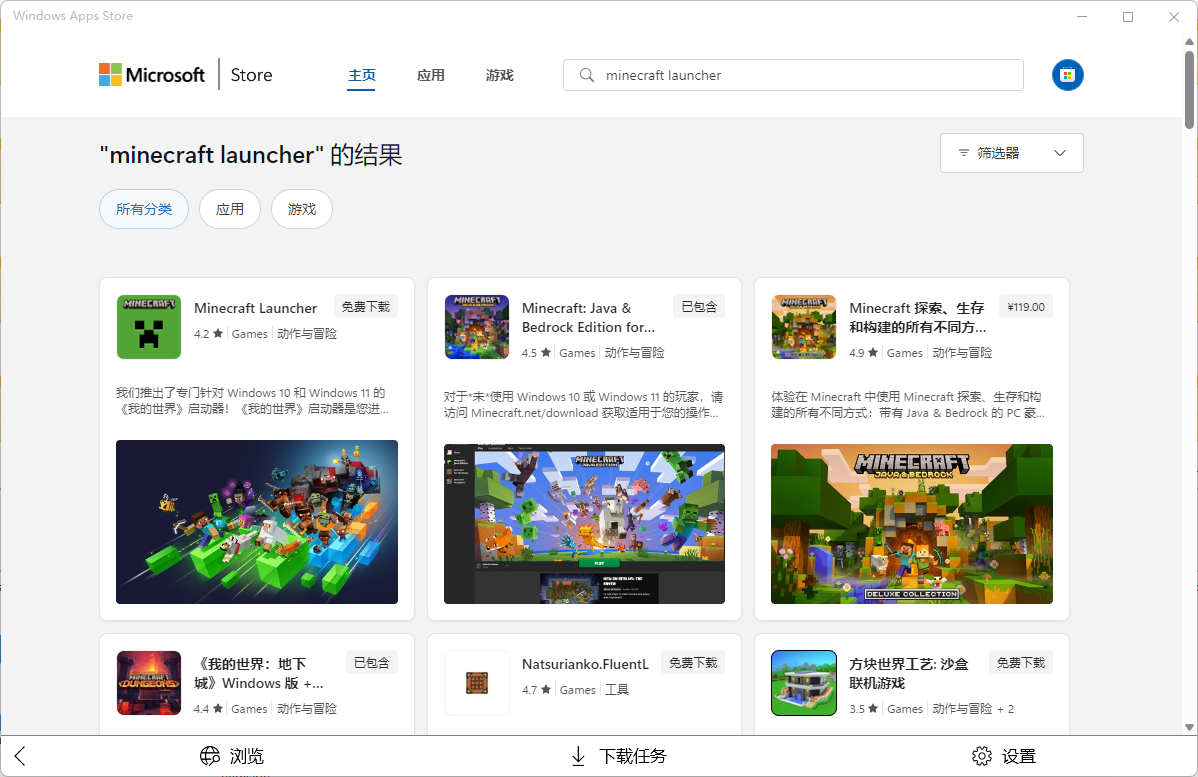 Windows Apps Store
Microsoft Store 主页 应用 游戏 minecraft launcher
"minecraft launcher" 的结果
筛选器
所有分类 应用 游戏
MINECRAFT
Minecraft Launcher
免费下载
4.2 ★ Games 动作与冒险
我们推出了专门针对 Windows 10 和 Windows 11 的
《我的世界》启动器！《我的世界》启动器是您进...
MINECRAFT
JAVA & BEDROCK
Minecraft: Java &
Bedrock Edition for...
已包含
4.5 ★ Games 动作与冒险
对于*未*使用 Windows 10 或 Windows 11 的玩家，请
访问 Minecraft.net/download 获取适用于您的操作...
MINECRAFT
JAVA EDITION
PLAY
MINECRAFT
Minecraft 探索、生存
和构建的所有不同方...
¥119.00
4.9 ★ Games 动作与冒险
体验在 Minecraft 中使用 Minecraft 探索、生存和构
建的所有不同方式：带有 Java & Bedrock 的 PC 豪...
MINECRAFT
JAVA & BEDROCK
DELUXE COLLECTION
MINECRAFT
DUNGEONS
《我的世界：地下
城》Windows 版 +...
已包含
4.4 ★ Games 动作与冒险
Natsurianko.FluentL
免费下载
4.7 ★ Games 工具
方块世界工艺: 沙盒
联机游戏
免费下载
3.5 ★ Games 动作与冒险 + 2
浏览 下载任务 设置